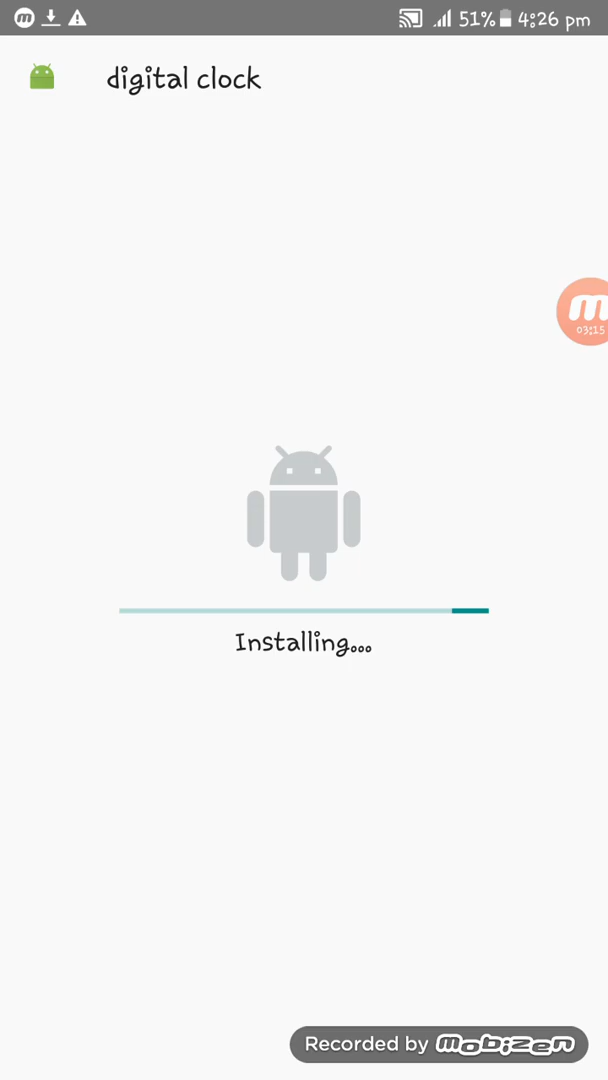 m 51% 4:26 pm
digital clock
m
03:15
Installing...
Recorded by mobizen